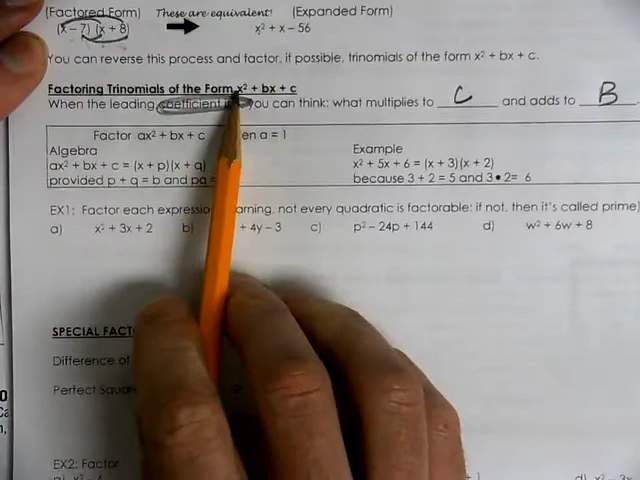 (Factored Form) These are equivalent! (Expanded Form)
(x – 7) (x + 8) x² + x – 56
You can reverse this process and factor, if possible, trinomials of the form x² + bx + c.
Factoring Trinomials of the Form x² + bx + c
When the leading coefficient you can think: what multiplies to C and adds to B
Factor ax² + bx + c en a = 1
Algebra Example
ax² + bx + c = (x + p)(x + q) x² + 5x + 6 = (x + 3)(x + 2)
provided p + q = b and pq = because 3 + 2 = 5 and 3•2= 6
EX1: Factor each expressio arning, not every quadratic is factorable: if not, then it's called prime)
a) x² + 3x + 2 b) + 4y – 3 c) p² – 24p + 144 d) w² + 6w + 8
SPECIAL FACT
Difference of
Perfect Square
EX2: Factor